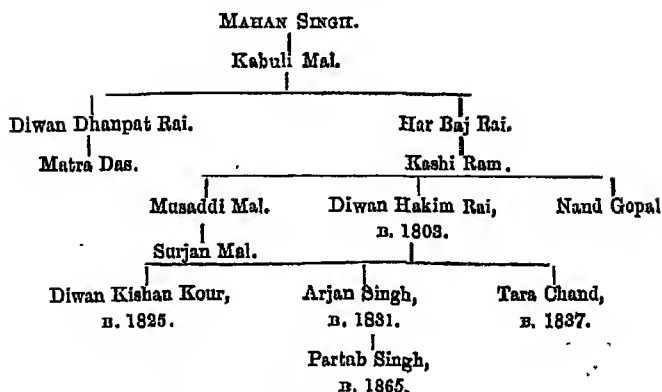 MAHAN SINGH.
Kabuli Mal.
Diwan Dhanpat Rai. Har Baj Rai.
Matra Das. Kashi Ram.
Musaddi Mal. Diwan Hakim Rai, Nand Gopal
B. 1803.
Surjan Mal.
Diwan Kishan Kour, Arjan Singh, Tara Chand,
B. 1825. B. 1831. B. 1837.
Partab Singh,
B. 1865.